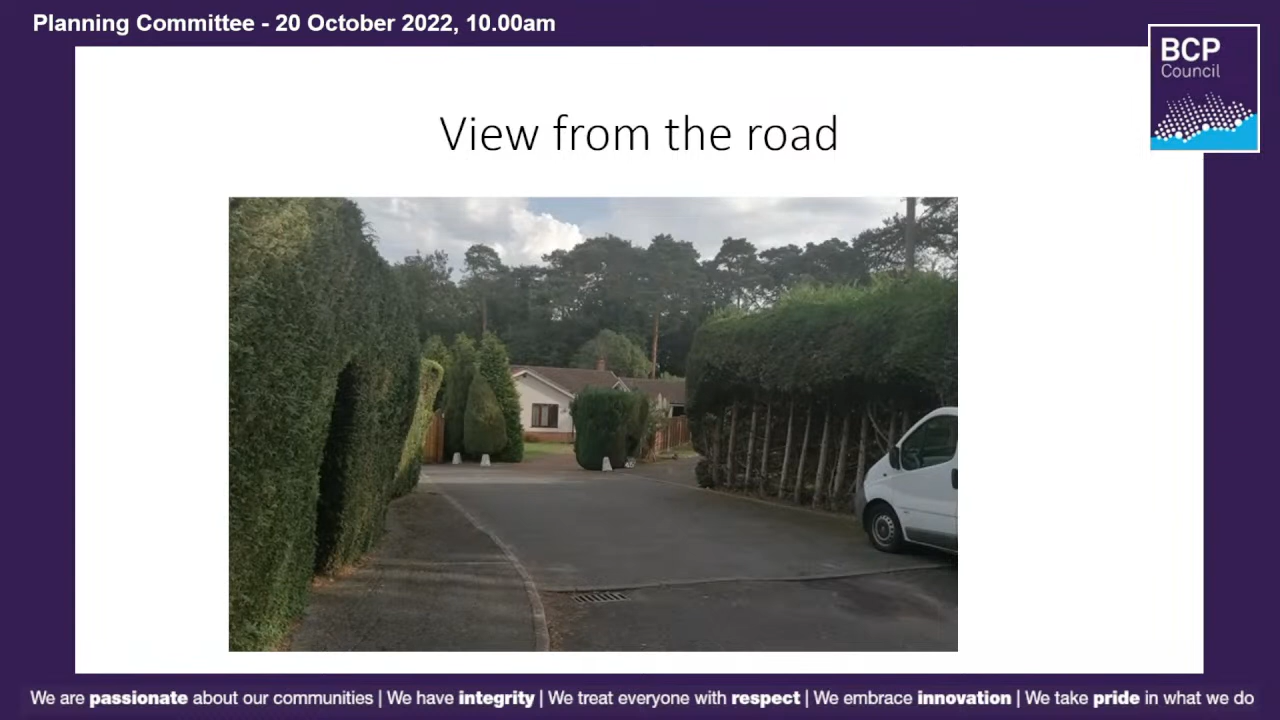 Planning Committee - 20 October 2022, 10.00am
BCP
Council
View from the road
We are passionate about our communities | We have integrity | We treat everyone with respect | We embrace innovation | We take pride in what we do